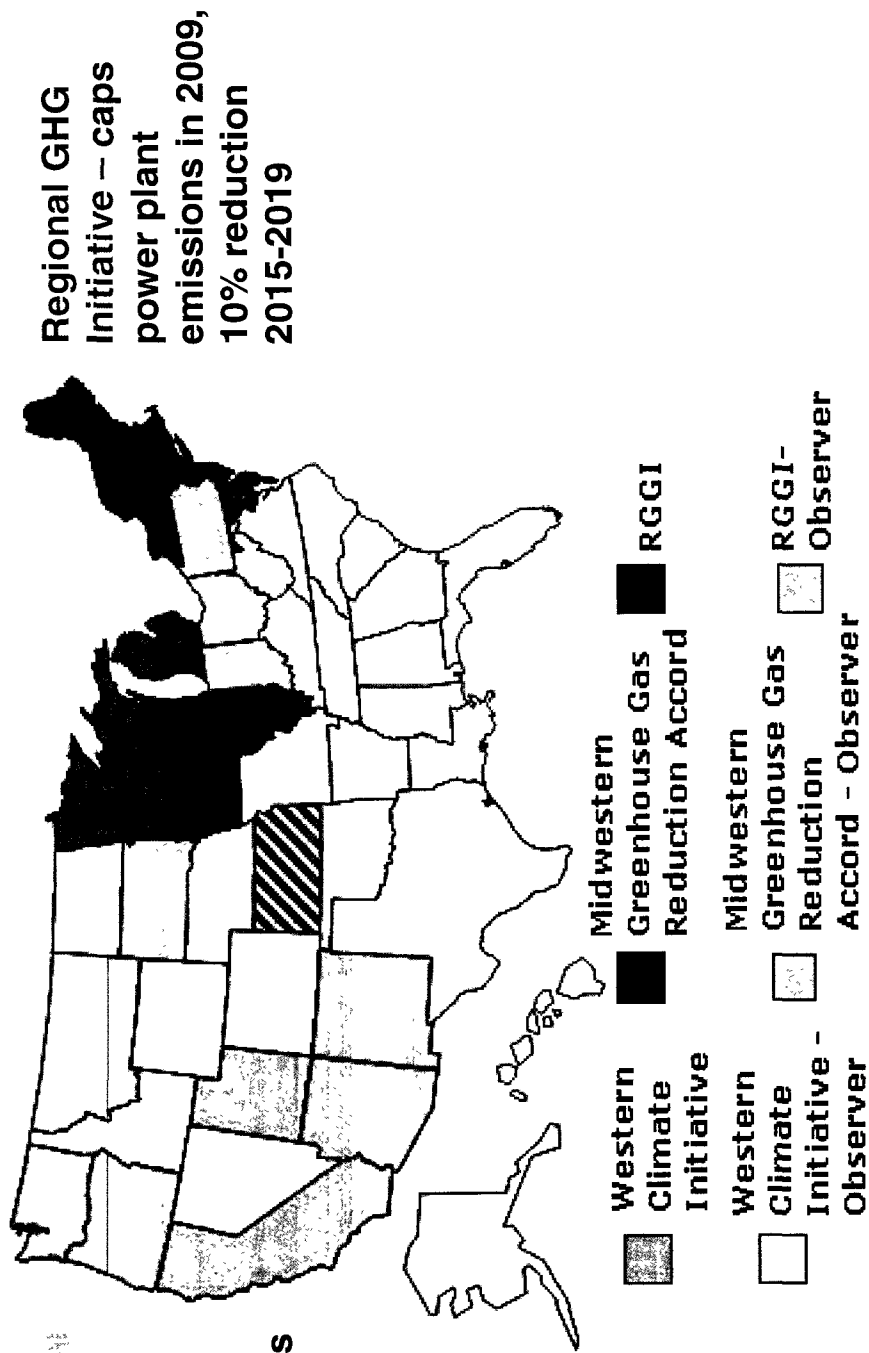 Regional GHG
Initiative – caps
power plant
emissions in 2009,
10% reduction
2015-2019
s
Western
Climate
Initiative
Midwestern
Greenhouse Gas
Reduction Accord
RGGI
Western
Climate
Initiative -
Observer
Midwestern
Greenhouse Gas
Reduction
Accord - Observer
RGGI-
Observer